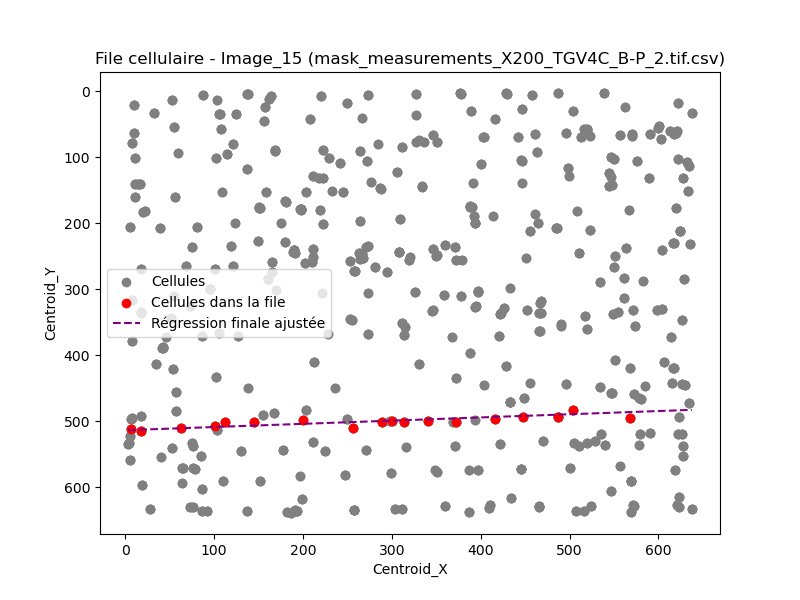 File cellulaire - Image_15 (mask_measurements_X200_TGV4C_B-P_2.tif.csv)
Centroid_Y
0
100
200
300
400
500
600
Cellules
Cellules dans la file
Régression finale ajustée
0 100 200 300 400 500 600
Centroid_X